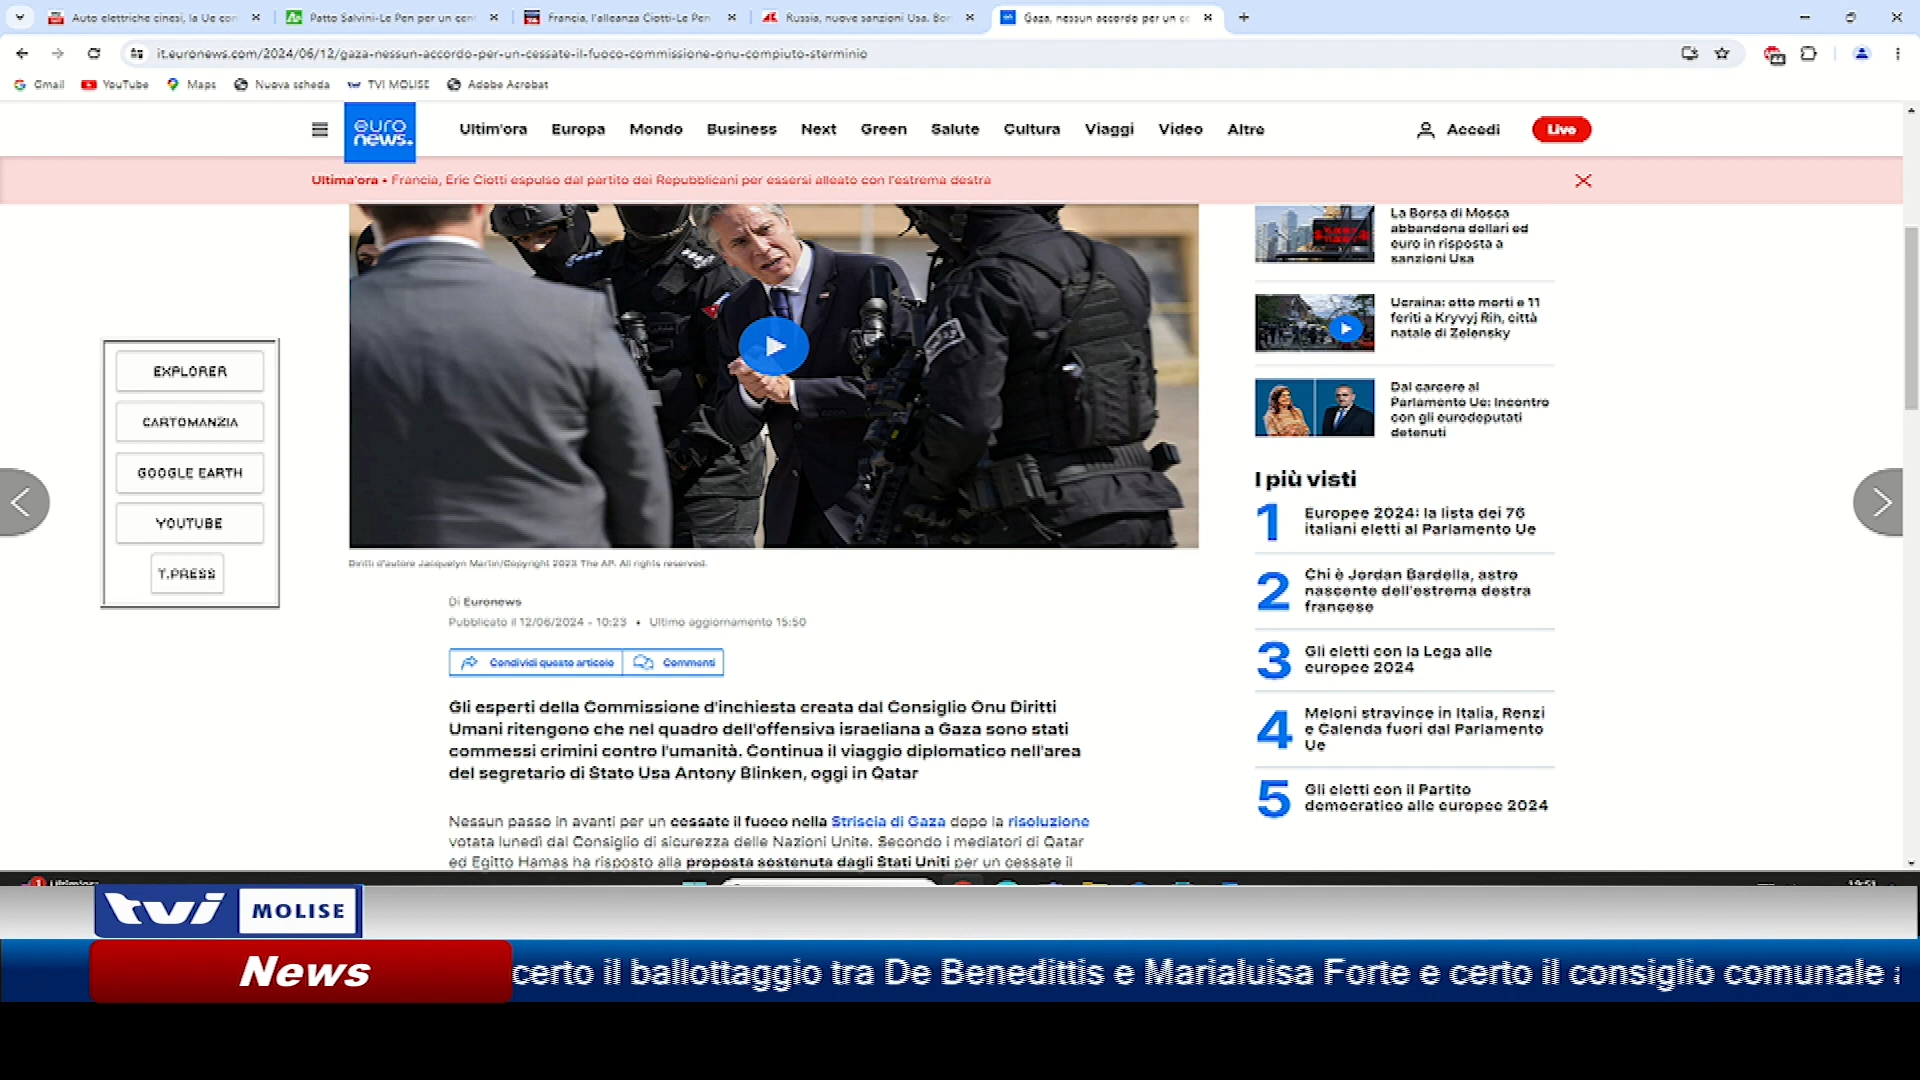 Auto elettriche cinesi, la Ue con
Patto Salvini-Le Pen per un cen
Francia, l'alleanza Ciotti-Le Pen
Russia, nuove sanzioni Usa. Bor
Gaza, nessun accordo per un ce
it.euronews.com/2024/06/12/gaza-nessun-accordo-per-un-cessate-il-fuoco-commissione-onu-compiuto-sterminio
Gmail YouTube Maps Nuova scheda TVI MOLISE Adobe Acrobat
euro
news.
Ultim'ora Europa Mondo Business Next Green Salute Cultura Viaggi Video Altro
Accedi Live
Ultima'ora • Francia, Eric Ciotti espulso dal partito dei Repubblicani per essersi alleato con l'estrema destra
EXPLORER
CARTOMANZIA
GOOGLE EARTH
YOUTUBE
T.PRESS
Diritti d'autore Jacquelyn Martin/Copyright 2023 The AP. All rights reserved.
Di Euronews
Pubblicato il 12/06/2024 - 10:23 • Ultimo aggiornamento 15:50
Condividi questo articolo Commenti
Gli esperti della Commissione d'inchiesta creata dal Consiglio Onu Diritti
Umani ritengono che nel quadro dell'offensiva israeliana a Gaza sono stati
commessi crimini contro l'umanità. Continua il viaggio diplomatico nell'area
del segretario di Stato Usa Antony Blinken, oggi in Qatar
Nessun passo in avanti per un cessate il fuoco nella Striscia di Gaza dopo la risoluzione
votata lunedì dal Consiglio di sicurezza delle Nazioni Unite. Secondo i mediatori di Qatar
ed Egitto Hamas ha risposto alla proposta sostenuta dagli Stati Uniti per un cessate il
La Borsa di Mosca
abbandona dollari ed
euro in risposta a
sanzioni Usa
Ucraina: otto morti e 11
feriti a Kryvyj Rih, città
natale di Zelensky
Dal carcere al
Parlamento Ue: Incontro
con gli eurodeputati
detenuti
I più visti
1 Europee 2024: la lista dei 76
italiani eletti al Parlamento Ue
2 Chi è Jordan Bardella, astro
nascente dell'estrema destra
francese
3 Gli eletti con la Lega alle
europee 2024
4 Meloni stravince in Italia, Renzi
e Calenda fuori dal Parlamento
Ue
5 Gli eletti con il Partito
democratico alle europee 2024
tvi MOLISE
News
certo il ballottaggio tra De Benedittis e Marialuisa Forte e certo il consiglio comunale a